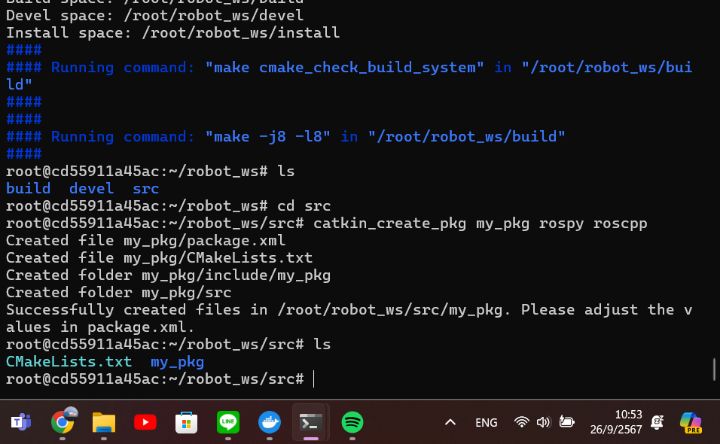 Build space: /root/robot_ws/build
Devel space: /root/robot_ws/devel
Install space: /root/robot_ws/install
####
#### Running command: "make cmake_check_build_system" in "/root/robot_ws/bui
ld"
####
####
#### Running command: "make -j8 -l8" in "/root/robot_ws/build"
####
root@cd55911a45ac:~/robot_ws# ls
build  devel  src
root@cd55911a45ac:~/robot_ws# cd src
root@cd55911a45ac:~/robot_ws/src# catkin_create_pkg my_pkg rospy roscpp
Created file my_pkg/package.xml
Created file my_pkg/CMakeLists.txt
Created folder my_pkg/include/my_pkg
Created folder my_pkg/src
Successfully created files in /root/robot_ws/src/my_pkg. Please adjust the v
alues in package.xml.
root@cd55911a45ac:~/robot_ws/src# ls
CMakeLists.txt  my_pkg
root@cd55911a45ac:~/robot_ws/src#
LINE
ENG
10:53
26/9/2567
PRE